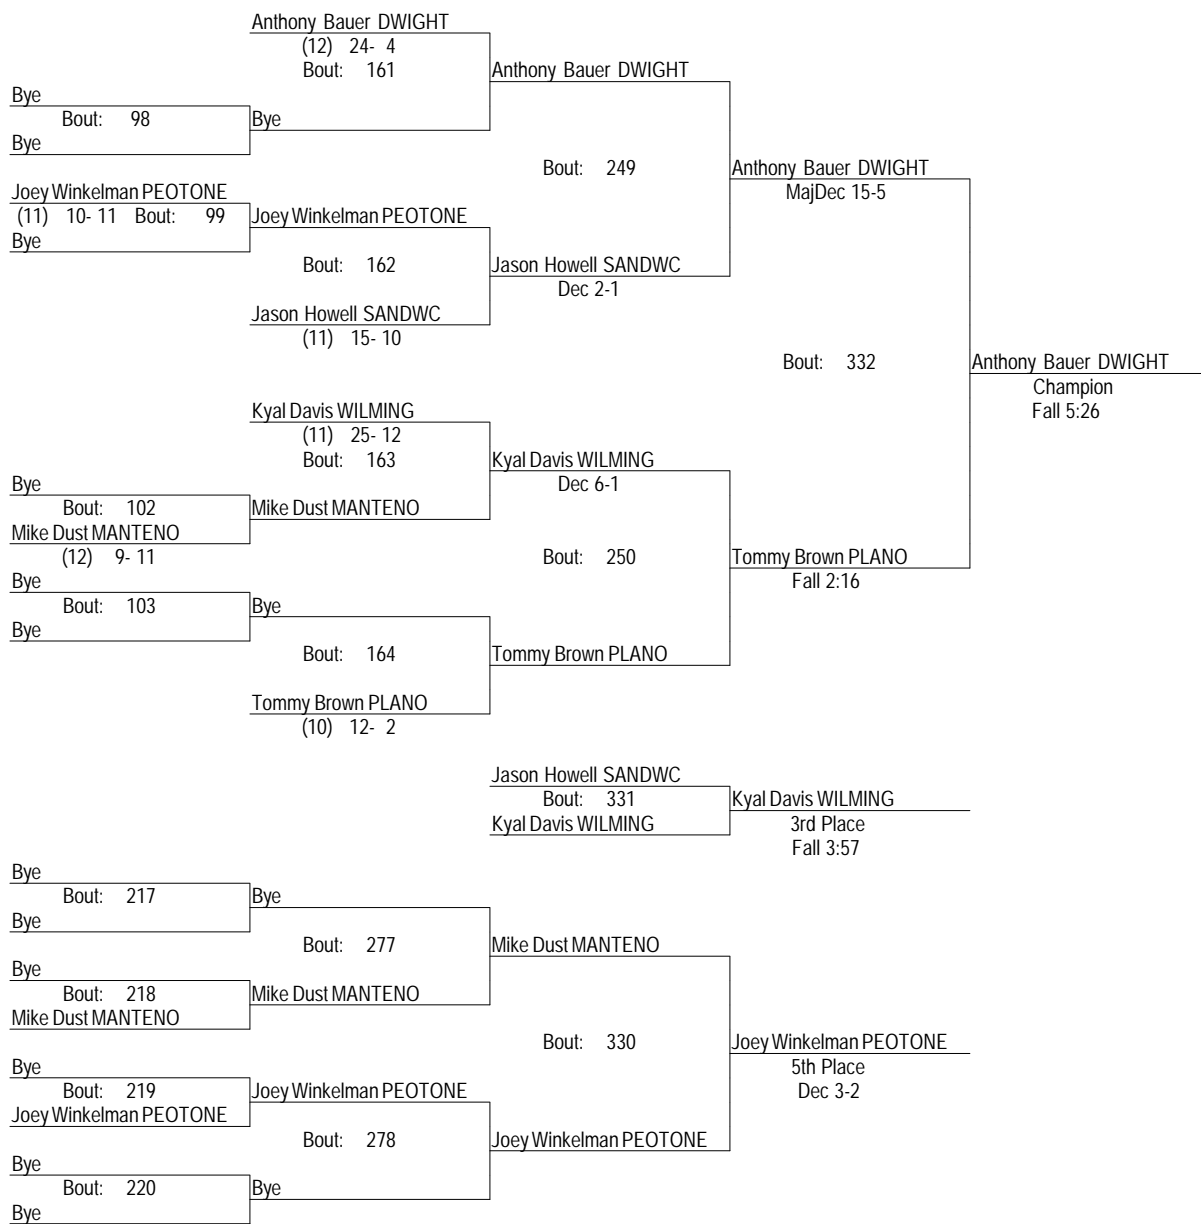 Anthony Bauer DWIGHT
(12) 24- 4
Bout: 161
Anthony Bauer DWIGHT
Bye
Bout: 98
Bye
Bye
Bout: 249
Anthony Bauer DWIGHT
MajDec 15-5
Joey Winkelman PEOTONE
(11) 10- 11 Bout: 99
Joey Winkelman PEOTONE
Bye
Bout: 162
Jason Howell SANDWC
Dec 2-1
Jason Howell SANDWC
(11) 15- 10
Bout: 332
Anthony Bauer DWIGHT
Champion
Fall 5:26
Kyal Davis WILMING
(11) 25- 12
Bout: 163
Kyal Davis WILMING
Dec 6-1
Bye
Bout: 102
Mike Dust MANTENO
Mike Dust MANTENO
(12) 9- 11
Bout: 250
Tommy Brown PLANO
Fall 2:16
Bye
Bout: 103
Bye
Bye
Bout: 164
Tommy Brown PLANO
Tommy Brown PLANO
(10) 12- 2
Jason Howell SANDWC
Bout: 331
Kyal Davis WILMING
Kyal Davis WILMING
3rd Place
Fall 3:57
Bye
Bout: 217
Bye
Bye
Bout: 277
Mike Dust MANTENO
Bye
Bout: 218
Mike Dust MANTENO
Mike Dust MANTENO
Bout: 330
Joey Winkelman PEOTONE
5th Place
Dec 3-2
Bye
Bout: 219
Joey Winkelman PEOTONE
Joey Winkelman PEOTONE
Bout: 278
Joey Winkelman PEOTONE
Bye
Bout: 220
Bye
Bye